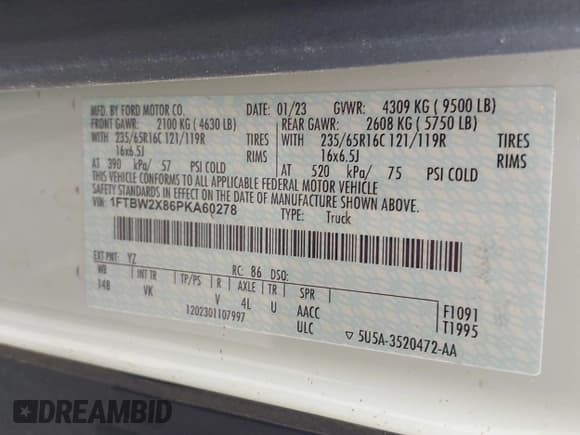 MFD. BY FORD MOTOR CO. DATE: 01/23 GVWR: 4309 KG ( 9500 LB)
FRONT GAWR: 2100 KG ( 4630 LB) REAR GAWR: 2608 KG ( 5750 LB)
WITH 235/65R16C 121/119R TIRES WITH 235/65R16C 121/119R TIRES
16x6.5J RIMS 16x6.5J RIMS
AT 390 kPa/ 57 PSI COLD AT 520 kPa/ 75 PSI COLD
THIS VEHICLE CONFORMS TO ALL APPLICABLE FEDERAL MOTOR VEHICLE
SAFETY STANDARDS IN EFFECT ON THE DATE OF MANUFACTURE SHOWN ABOVE.
VIN: 1FTBW2X86PKA60278 TYPE: Truck
EXT PNT: YZ RC: 86 DSO:
WB INT TR TP/PS R AXLE TR SPR
148 VK V 4L U AACC F1091
1202301107997 ULC T1995
5U5A-3520472-AA
DREAMBID